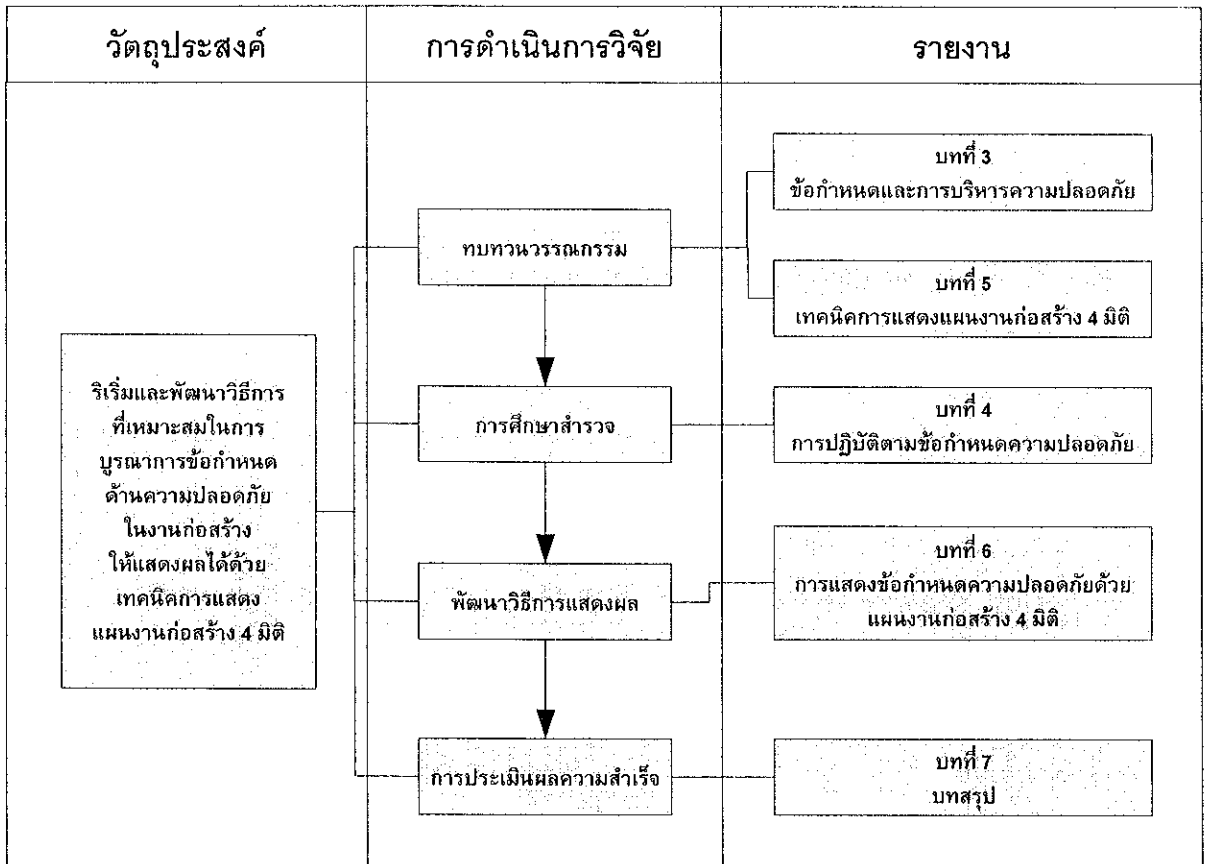 วัตถุประสงค์
การดำเนินการวิจัย
รายงาน
ริเริ่มและพัฒนาวิธีการ
ที่เหมาะสมในการ
บูรณาการข้อกำหนด
ด้านความปลอดภัย
ในงานก่อสร้าง
ให้แสดงผลได้ด้วย
เทคนิคการแสดง
แผนงานก่อสร้าง 4 มิติ
ทบทวนวรรณกรรม
การศึกษาสำรวจ
พัฒนาวิธีการแสดงผล
การประเมินผลความสำเร็จ
บทที่ 3
ข้อกำหนดและการบริหารความปลอดภัย
บทที่ 5
เทคนิคการแสดงแผนงานก่อสร้าง 4 มิติ
บทที่ 4
การปฏิบัติตามข้อกำหนดความปลอดภัย
บทที่ 6
การแสดงข้อกำหนดความปลอดภัยด้วย
แผนงานก่อสร้าง 4 มิติ
บทที่ 7
บทสรุป